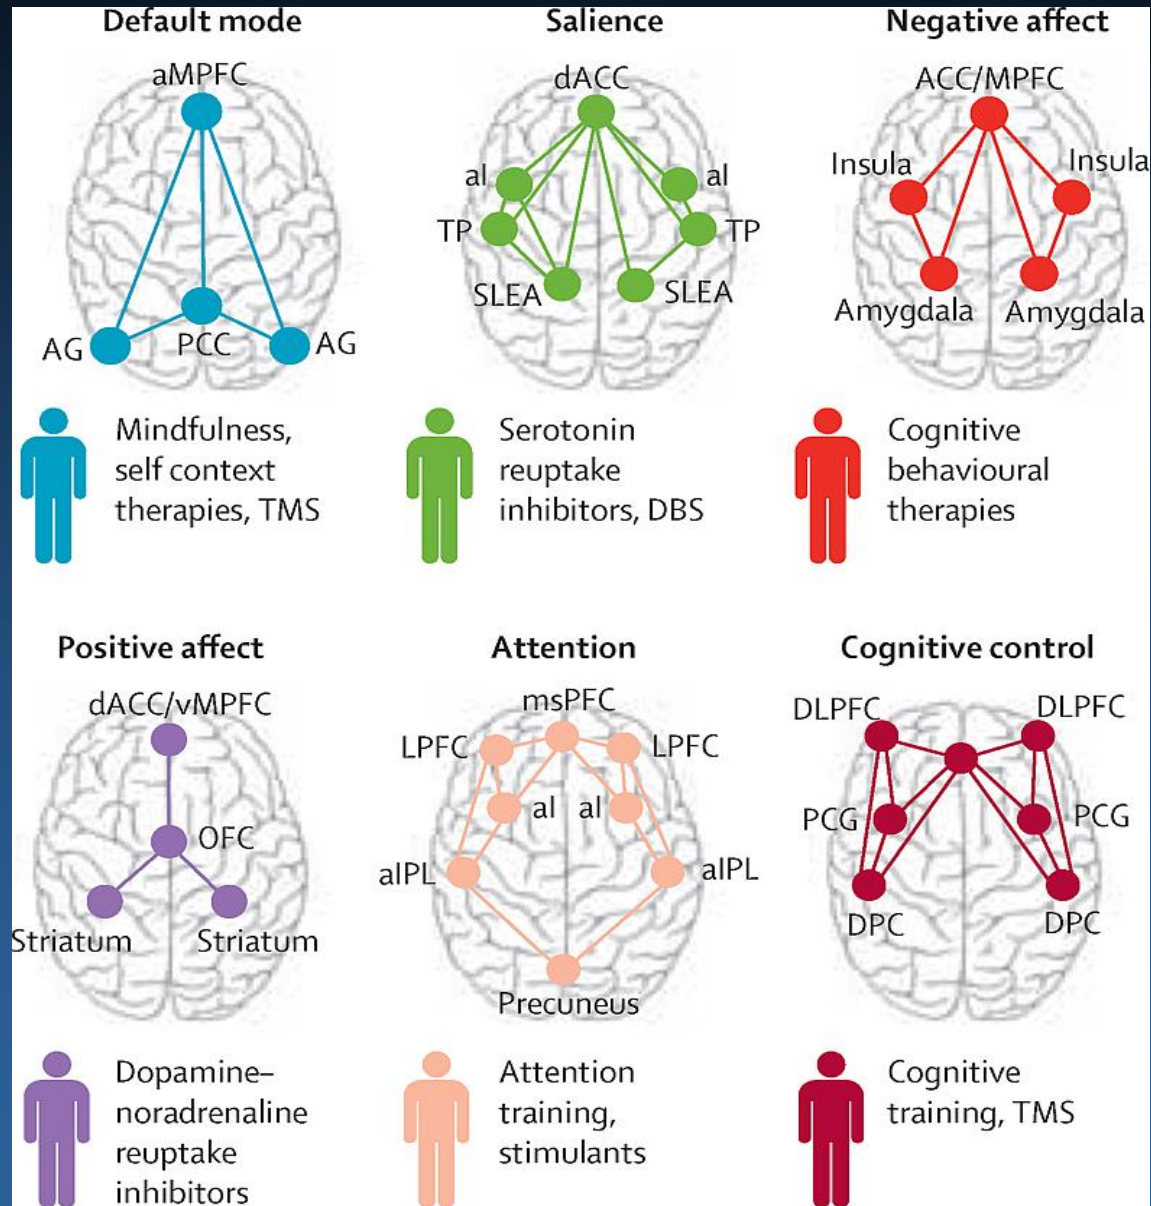 Default mode
aMPFC
AG
PCC
AG
Mindfulness,
self context
therapies, TMS
Salience
dACC
aI
aI
TP
TP
SLEA
SLEA
Serotonin
reuptake
inhibitors, DBS
Negative affect
ACC/MPFC
Insula
Insula
Amygdala
Amygdala
Cognitive
behavioural
therapies
Positive affect
dACC/vMPFC
OFC
Striatum
Striatum
Dopamine–
noradrenaline
reuptake
inhibitors
Attention
msPFC
LPFC
LPFC
aI
aI
aIPL
aIPL
Precuneus
Attention
training,
stimulants
Cognitive control
DLPFC
DLPFC
PCG
PCG
DPC
DPC
Cognitive
training, TMS